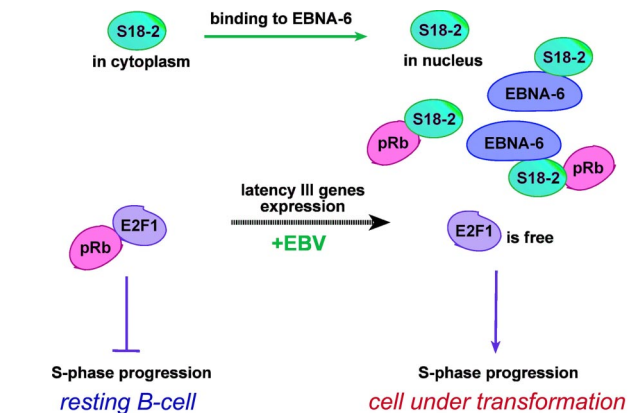 S18-2
binding to EBNA-6
S18-2
in cytoplasm
in nucleus
S18-2
EBNA-6
S18-2
pRb
EBNA-6
S18-2
pRb
latency III genes
expression
+EBV
pRb
E2F1
E2F1
is free
S-phase progression
S-phase progression
resting B-cell
cell under transformation